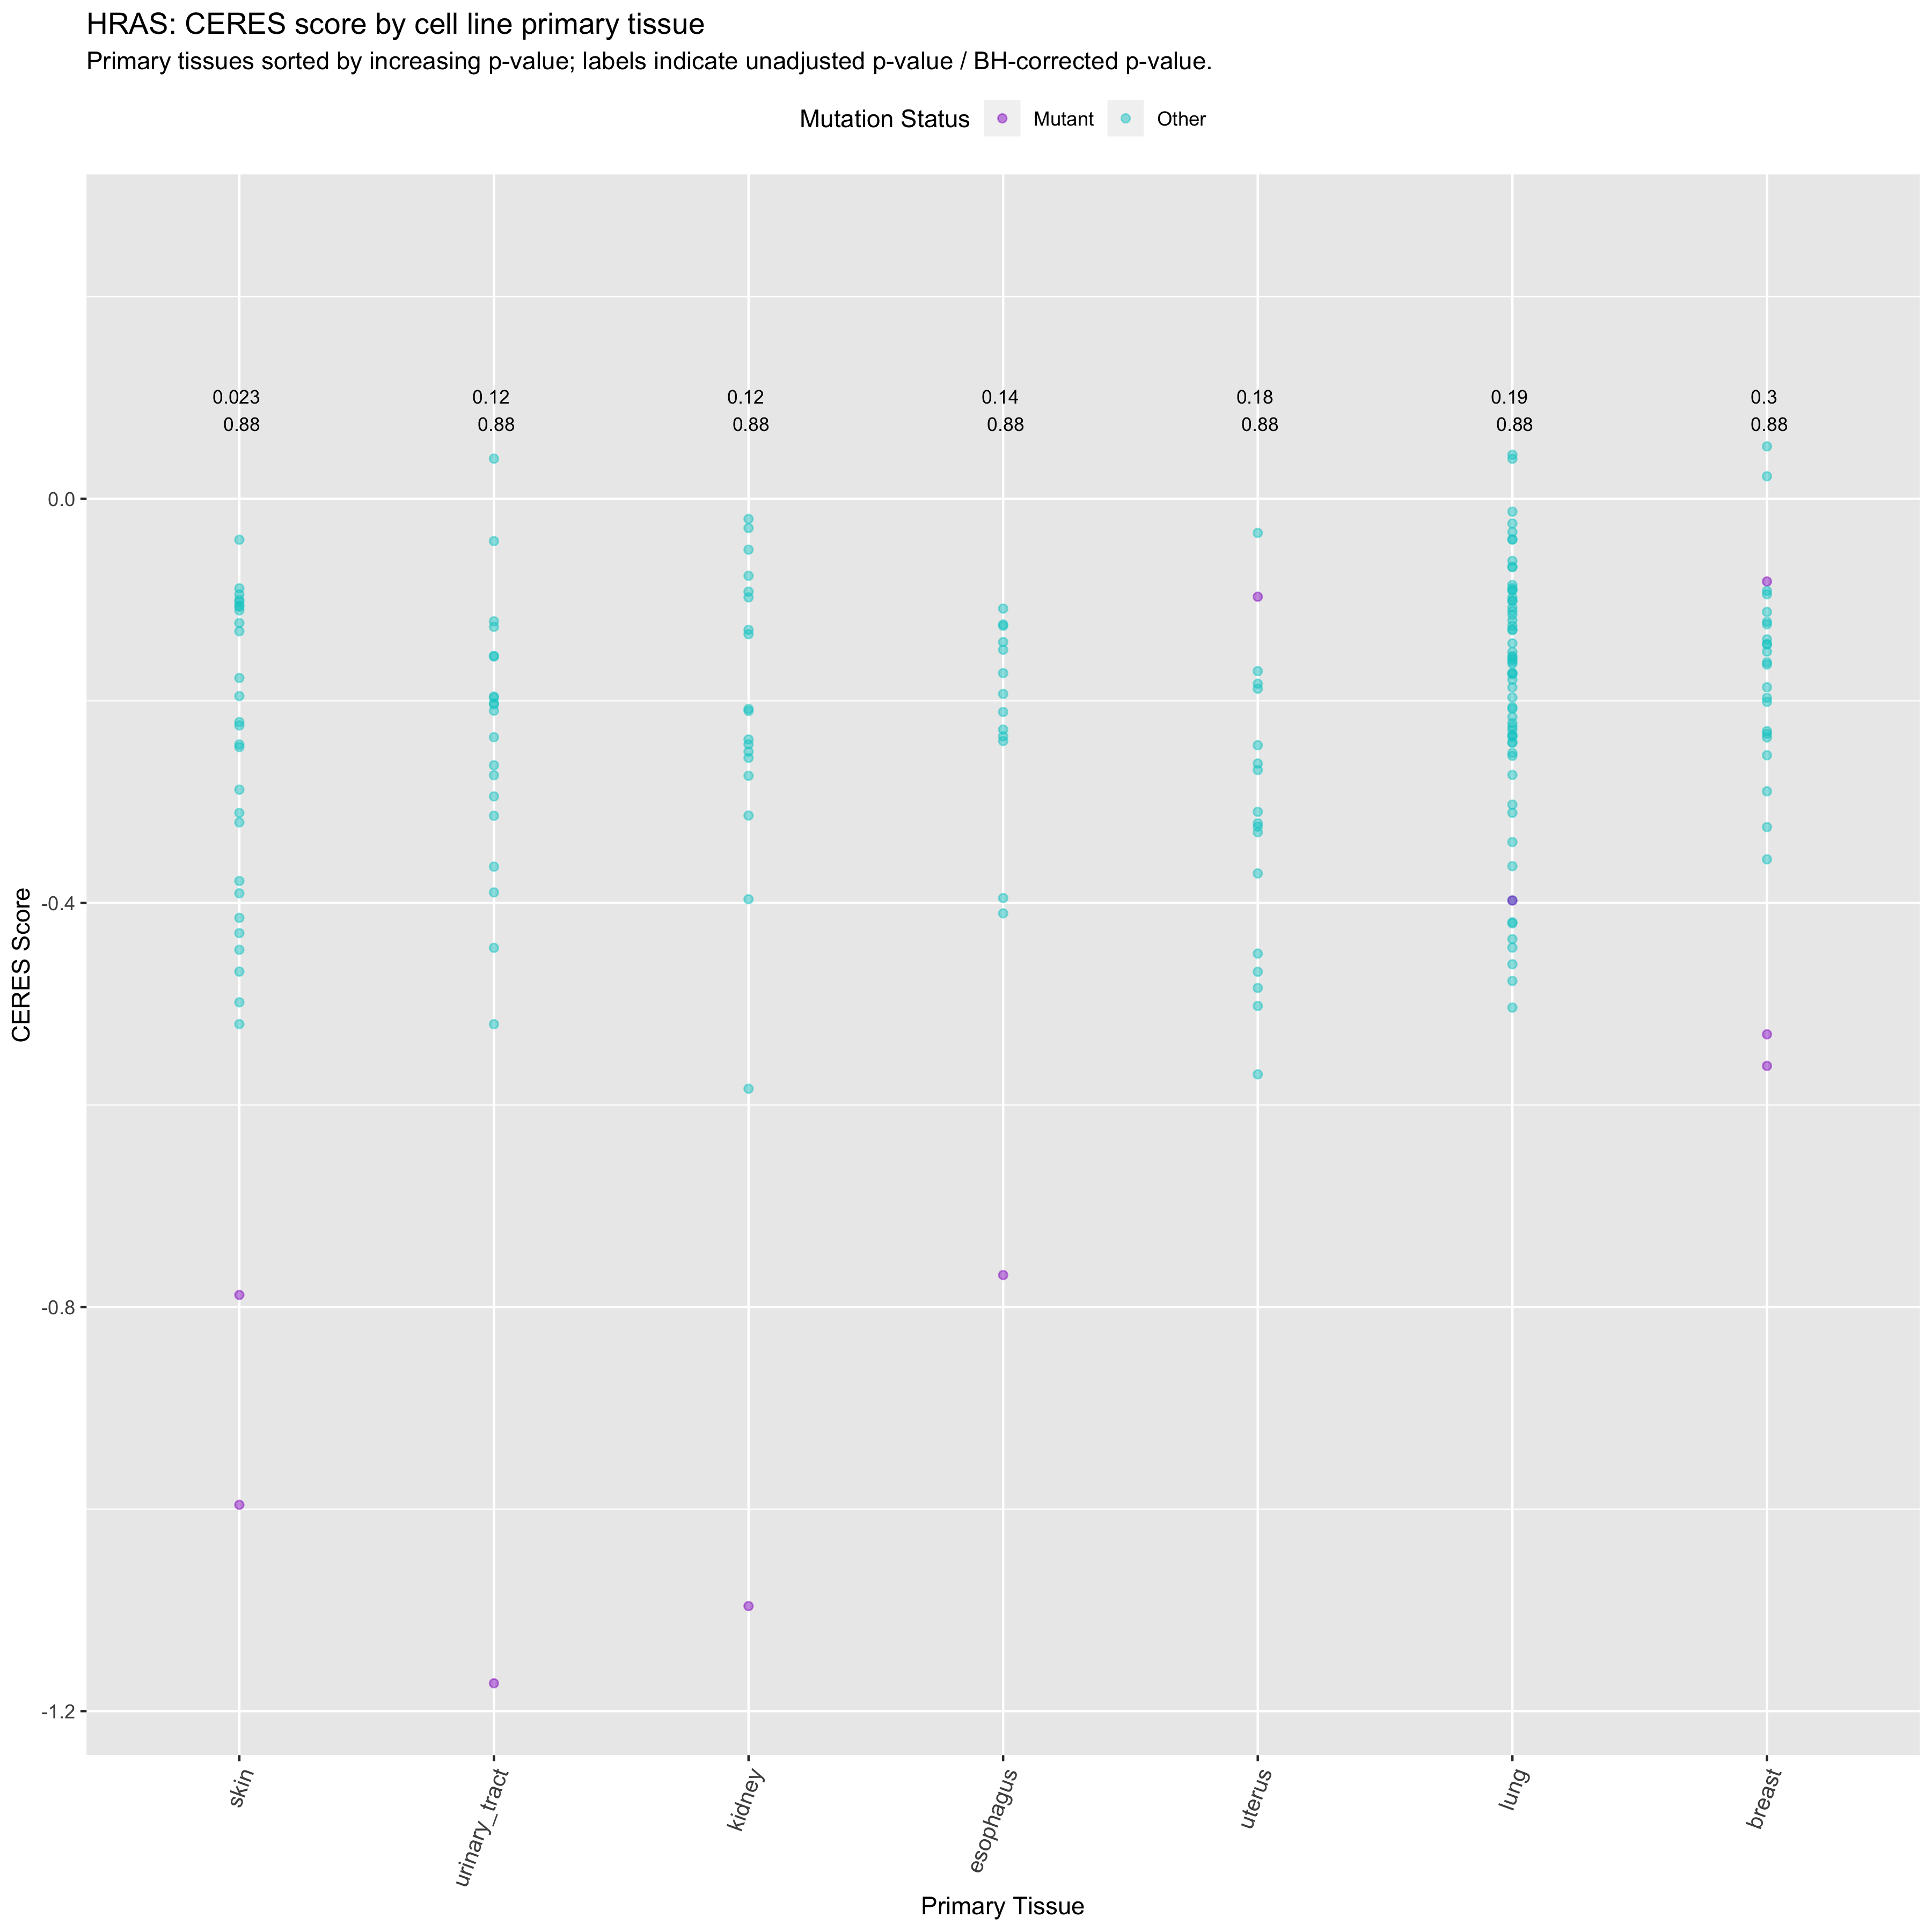 HRAS: CERES score by cell line primary tissue
Primary tissues sorted by increasing p-value; labels indicate unadjusted p-value / BH-corrected p-value.
Mutation Status Mutant Other
0.023 0.12 0.12 0.14 0.18 0.19 0.3
0.88 0.88 0.88 0.88 0.88 0.88 0.88
0.0
-0.4
-0.8
-1.2
CERES Score
skin urinary_tract kidney esophagus uterus lung breast
Primary Tissue